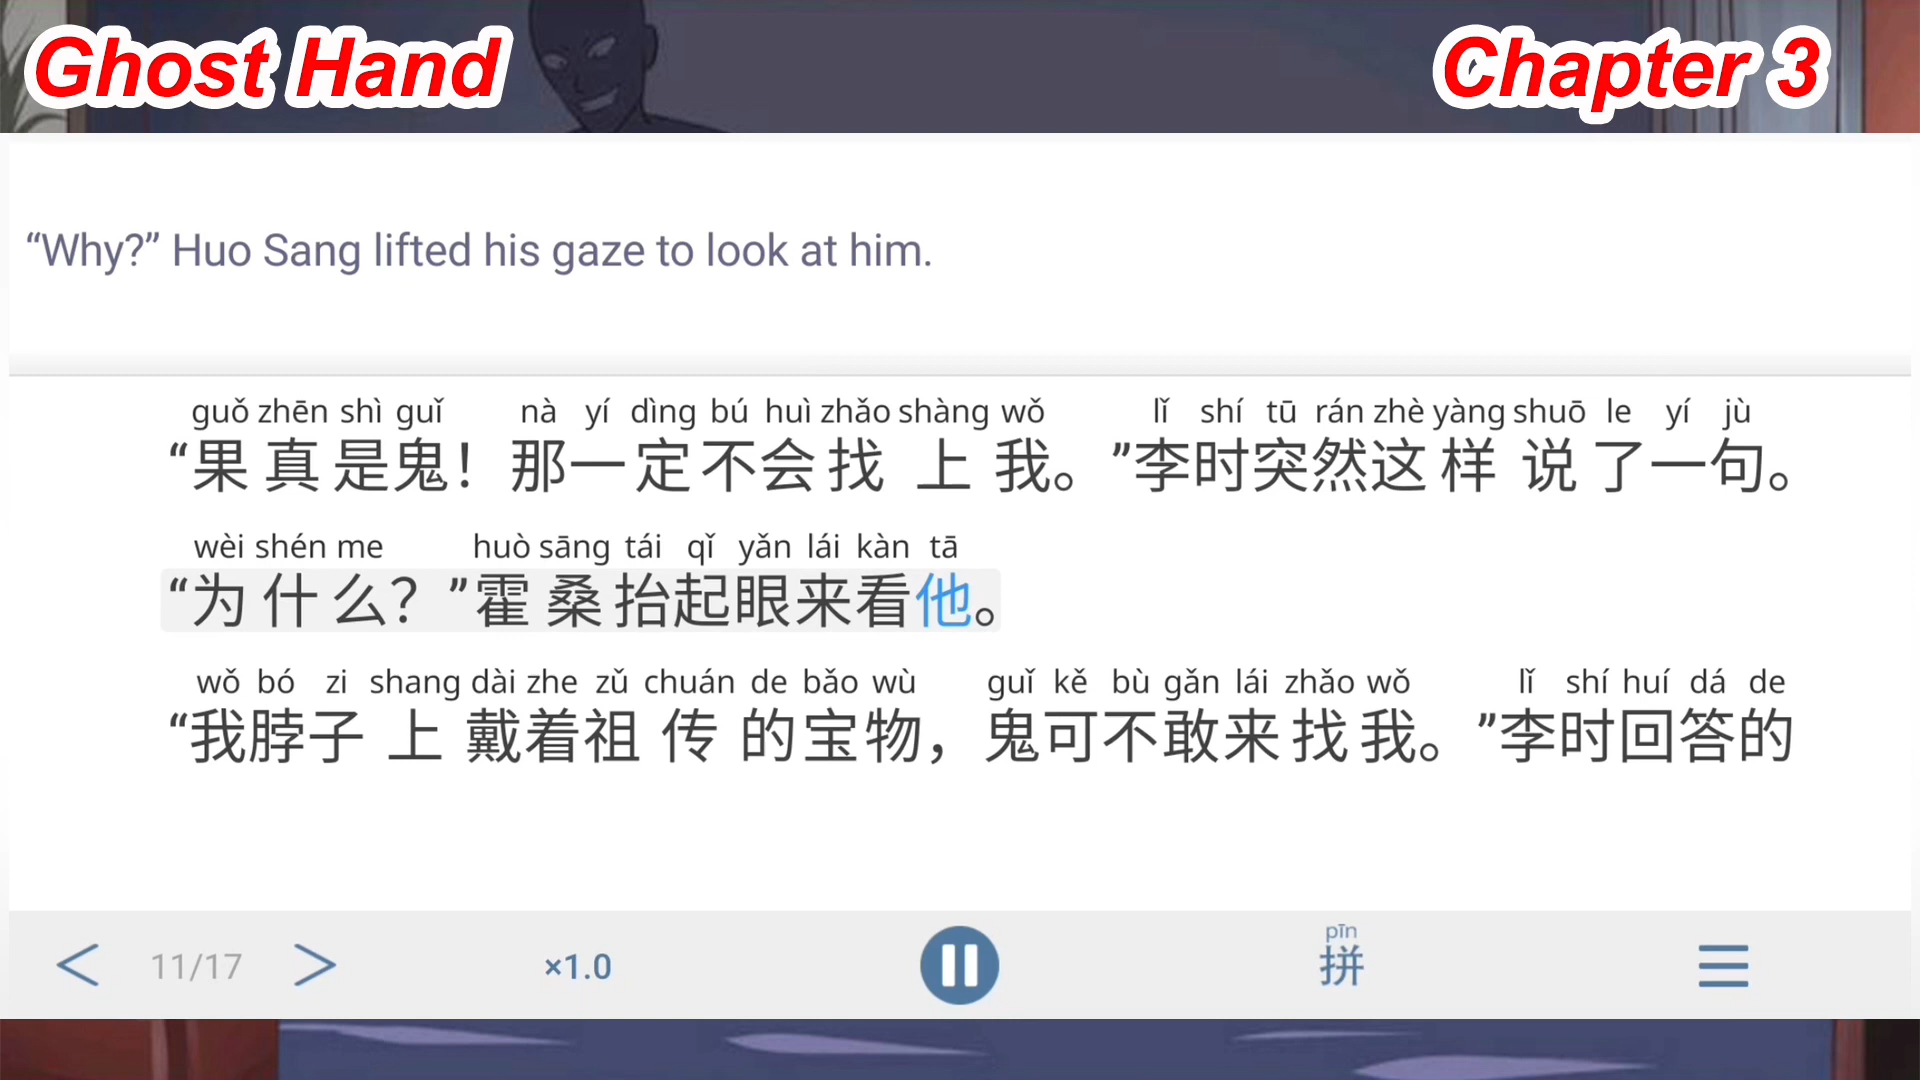 Ghost Hand
Chapter 3
“Why?” Huo Sang lifted his gaze to look at him.
guǒ zhēn shì guǐ nà yí dìng bú huì zhǎo shàng wǒ lǐ shí tū rán zhè yàng shuō le yí jù
“果真是鬼！那一定不会找上我。”李时突然这样说了一句。
wèi shén me huò sāng tái qǐ yǎn lái kàn tā
“为什么？”霍桑抬起眼来看他。
wǒ bó zi shang dài zhe zǔ chuán de bǎo wù guǐ kě bù gǎn lái zhǎo wǒ lǐ shí huí dá de
“我脖子上戴着祖传的宝物，鬼可不敢来找我。”李时回答的
11/17
×1.0
pīn
拼